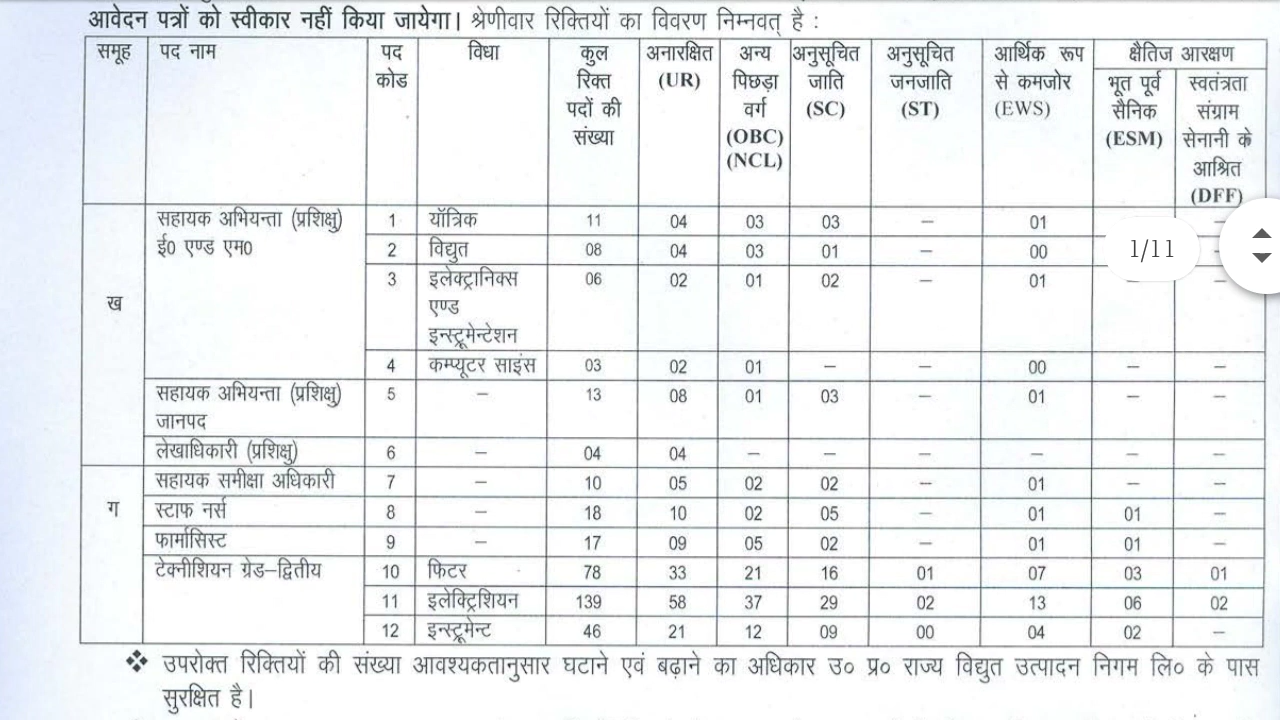 आवेदन पत्रों को स्वीकार नहीं किया जायेगा। श्रेणीवार रिक्तियों का विवरण निम्नवत् है :
समूह पद नाम पद कोड विधा कुल रिक्त पदों की संख्या अनारक्षित (UR) अन्य पिछड़ा वर्ग (OBC) (NCL) अनुसूचित जाति (SC) अनुसूचित जनजाति (ST) आर्थिक रूप से कमजोर (EWS) क्षैतिज आरक्षण
भूत पूर्व सैनिक (ESM) स्वतंत्रता संग्राम सेनानी के आश्रित (DFF)
ख सहायक अभियन्ता (प्रशिक्षु) ई0 एण्ड एम0 1 यॉत्रिक 11 04 03 03 – 01 –
2 विद्युत 08 04 03 01 – 00 –
1/11
3 इलेक्ट्रानिक्स एण्ड इन्स्ट्रूमेन्टेशन 06 02 01 02 – 01 – –
4 कम्प्यूटर साइंस 03 02 01 – – 00 – –
सहायक अभियन्ता (प्रशिक्षु) जानपद 5 – 13 08 01 03 – 01 – –
लेखाधिकारी (प्रशिक्षु) 6 – 04 04 – – – – – –
ग सहायक समीक्षा अधिकारी 7 – 10 05 02 02 – 01 – –
स्टाफ नर्स 8 – 18 10 02 05 – 01 01 –
फार्मासिस्ट 9 – 17 09 05 02 – 01 01 –
टेक्नीशियन ग्रेड–द्वितीय 10 फिटर 78 33 21 16 01 07 03 01
11 इलेक्ट्रिशियन 139 58 37 29 02 13 06 02
12 इन्स्ट्रूमेन्ट 46 21 12 09 00 04 02 –
❖ उपरोक्त रिक्तियों की संख्या आवश्यकतानुसार घटाने एवं बढ़ाने का अधिकार उ० प्र० राज्य विद्युत उत्पादन निगम लि० के पास
सुरक्षित है।